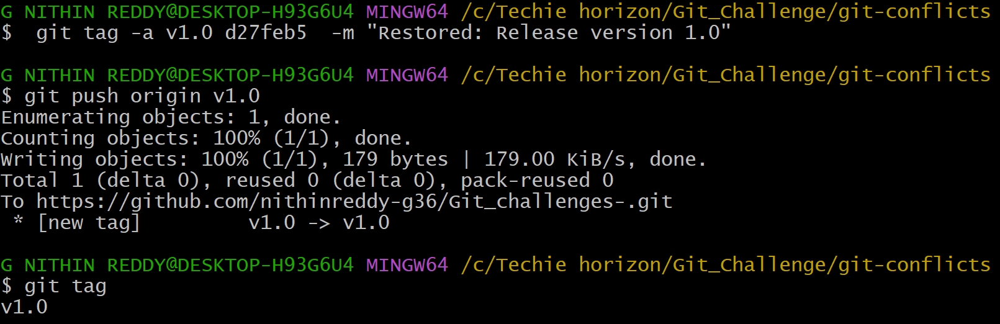 G NITHIN REDDY@DESKTOP-H93G6U4 MINGW64 /c/Techie horizon/Git_Challenge/git-conflicts
$  git tag -a v1.0 d27feb5  -m "Restored: Release version 1.0"
G NITHIN REDDY@DESKTOP-H93G6U4 MINGW64 /c/Techie horizon/Git_Challenge/git-conflicts
$ git push origin v1.0
Enumerating objects: 1, done.
Counting objects: 100% (1/1), done.
Writing objects: 100% (1/1), 179 bytes | 179.00 KiB/s, done.
Total 1 (delta 0), reused 0 (delta 0), pack-reused 0
To https://github.com/nithinreddy-g36/Git_challenges-.git
 * [new tag]         v1.0 -> v1.0
G NITHIN REDDY@DESKTOP-H93G6U4 MINGW64 /c/Techie horizon/Git_Challenge/git-conflicts
$ git tag
v1.0